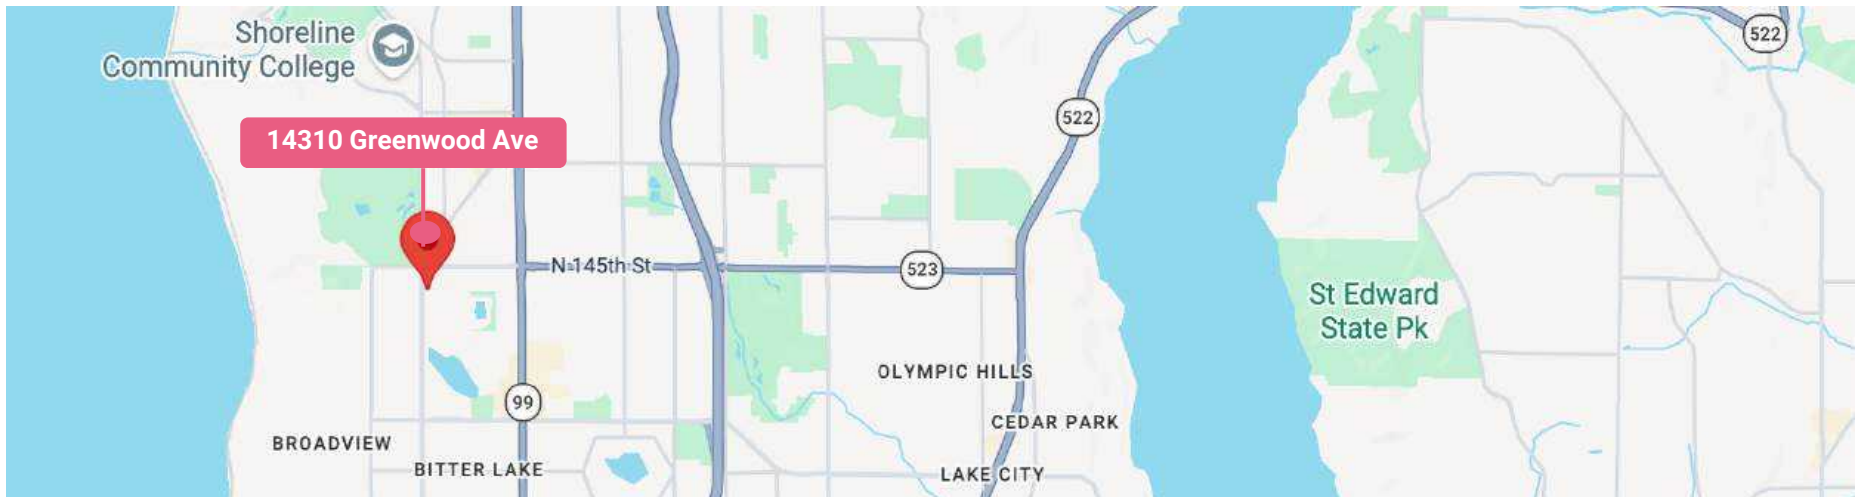 Shoreline
Community College
522
522
14310 Greenwood Ave
N 145th St
523
St Edward
State Pk
OLYMPIC HILLS
99
CEDAR PARK
BROADVIEW
BITTER LAKE
LAKE CITY